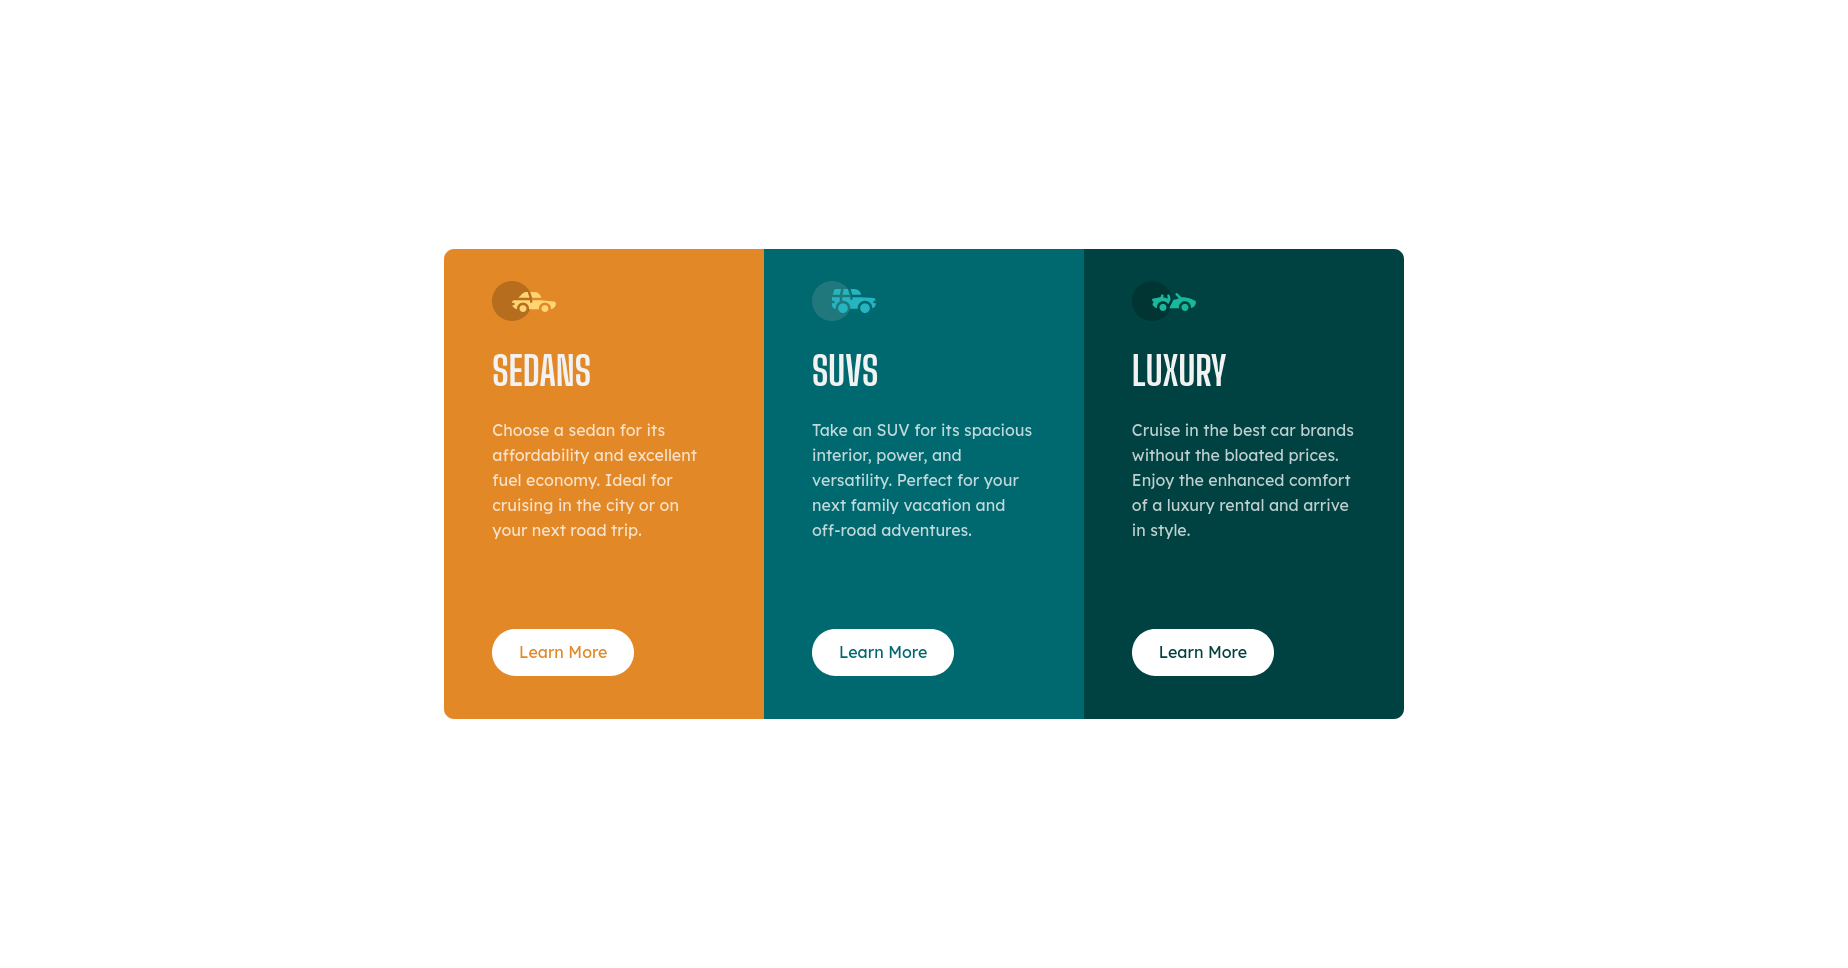 SEDANS
Choose a sedan for its
affordability and excellent
fuel economy. Ideal for
cruising in the city or on
your next road trip.
Learn More
SUVS
Take an SUV for its spacious
interior, power, and
versatility. Perfect for your
next family vacation and
off-road adventures.
Learn More
LUXURY
Cruise in the best car brands
without the bloated prices.
Enjoy the enhanced comfort
of a luxury rental and arrive
in style.
Learn More